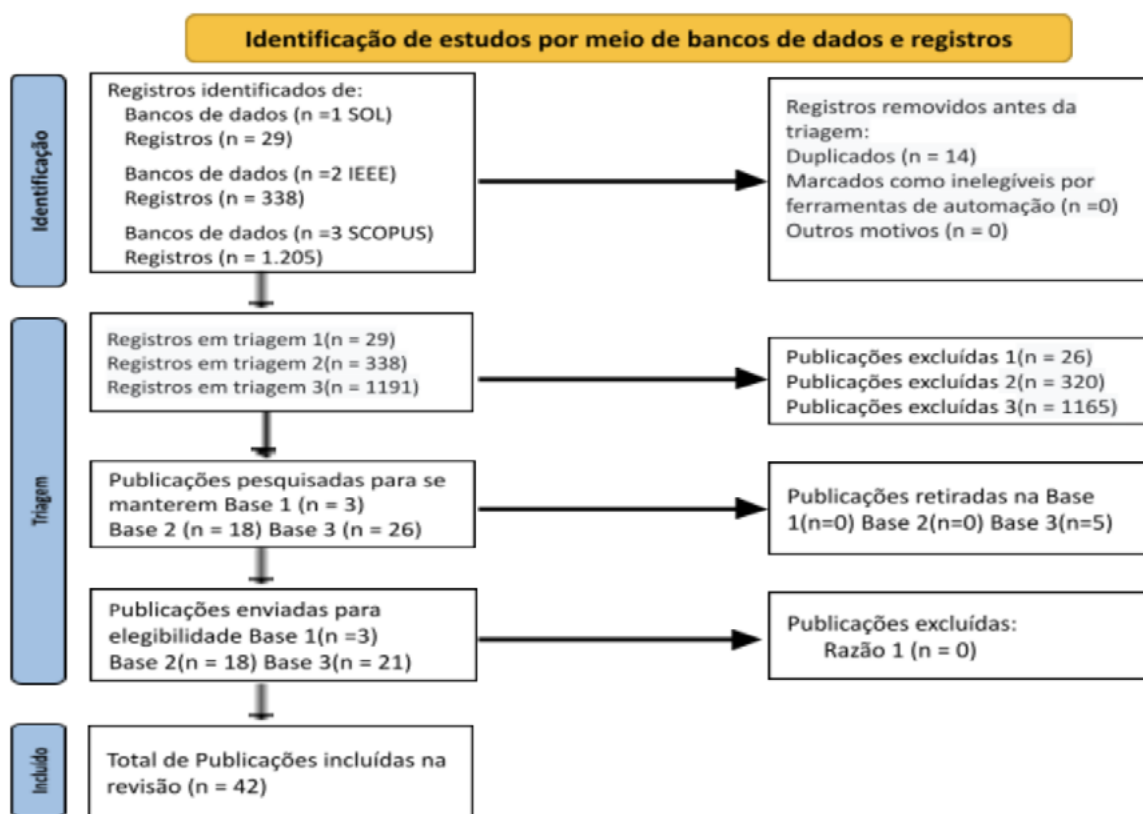 Identificação de estudos por meio de bancos de dados e registros
Identificação
Registros identificados de:
Bancos de dados (n =1 SOL)
Registros (n = 29)
Bancos de dados (n =2 IEEE)
Registros (n = 338)
Bancos de dados (n =3 SCOPUS)
Registros (n = 1.205)
Registros removidos antes da
triagem:
Duplicados (n = 14)
Marcados como inelegíveis por
ferramentas de automação (n =0)
Outros motivos (n = 0)
Triagem
Registros em triagem 1(n = 29)
Registros em triagem 2(n = 338)
Registros em triagem 3(n = 1191)
Publicações excluídas 1(n = 26)
Publicações excluídas 2(n = 320)
Publicações excluídas 3(n = 1165)
Publicações pesquisadas para se
manterem Base 1 (n = 3)
Base 2 (n = 18) Base 3 (n = 26)
Publicações retiradas na Base
1(n=0) Base 2(n=0) Base 3(n=5)
Publicações enviadas para
elegibilidade Base 1(n =3)
Base 2(n = 18) Base 3(n = 21)
Publicações excluídas:
Razão 1 (n = 0)
Incluído
Total de Publicações incluídas na
revisão (n = 42)